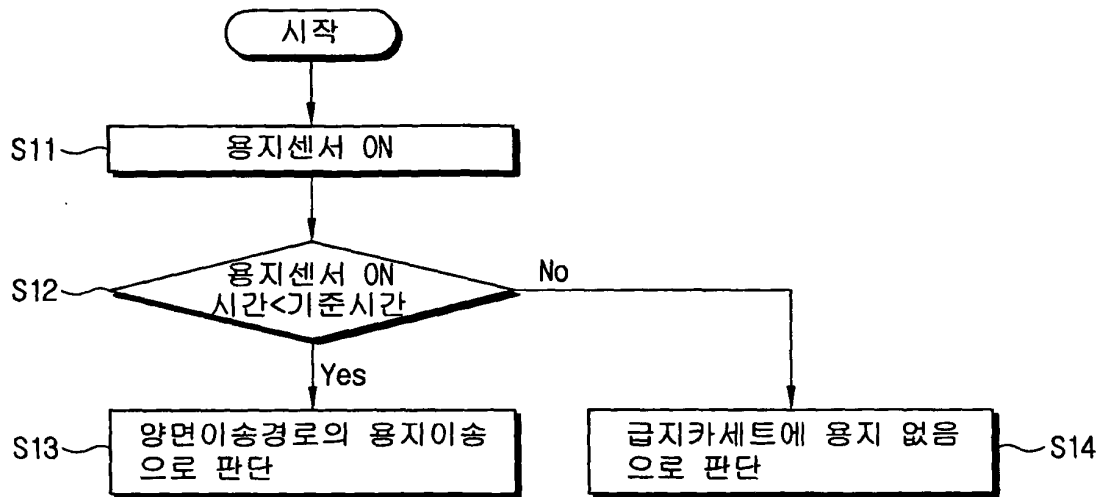 시작
S11
용지센서 ON
S12
용지센서 ON
시간<기준시간
No
Yes
S13
양면이송경로의 용지이송
으로 판단
급지카세트에 용지 없음
으로 판단
S14